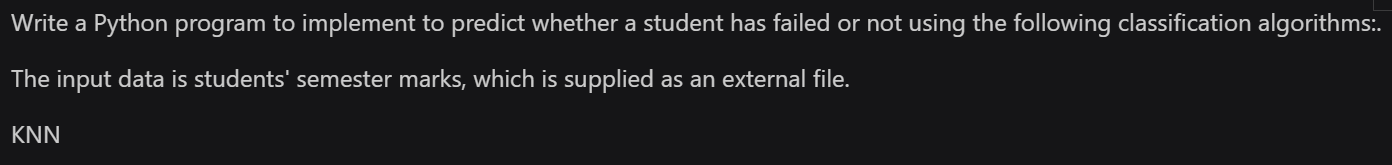 Write a Python program to implement to predict whether a student has failed or not using the following classification algorithms:.
The input data is students' semester marks, which is supplied as an external file.
KNN